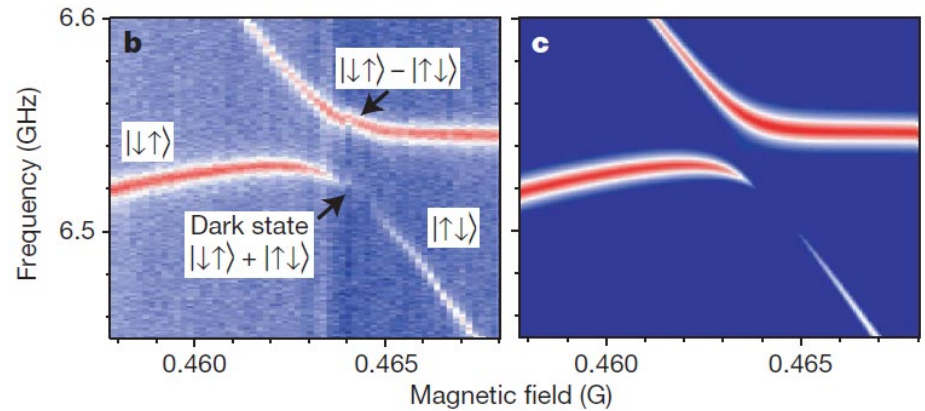 b
c
6.6
6.5
Frequency (GHz)
|↓↑⟩ − |↑↓⟩
|↓↑⟩
Dark state
|↓↑⟩ + |↑↓⟩
|↑↓⟩
0.460
0.465
0.460
0.465
Magnetic field (G)